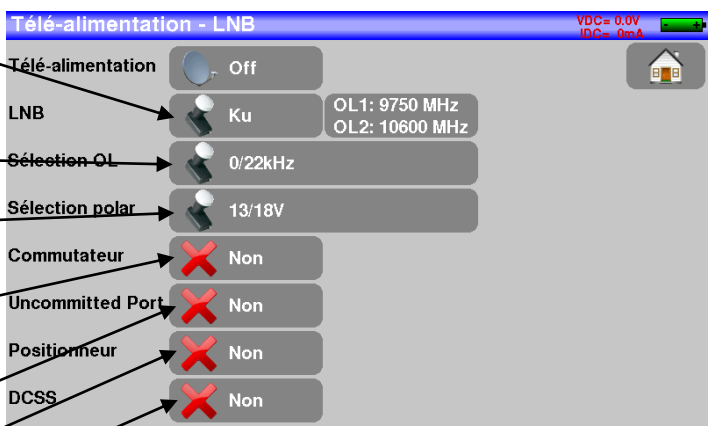 Télé-alimentation - LNB
VDC= 0.0V
IDC= 0mA
Télé-alimentation Off
LNB Ku OL1: 9750 MHz
OL2: 10600 MHz
Sélection OL 0/22kHz
Sélection polar 13/18V
Commutateur Non
Uncommitted Port Non
Positionneur Non
DCSS Non